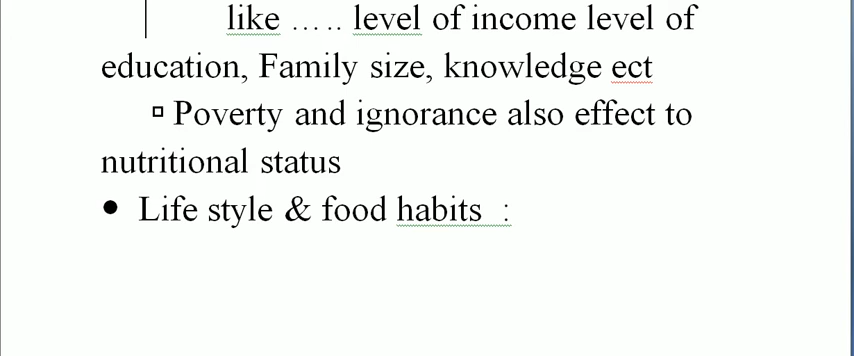 like ….. level of income level of
education, Family size, knowledge ect
▫ Poverty and ignorance also effect to
nutritional status
● Life style & food habits :